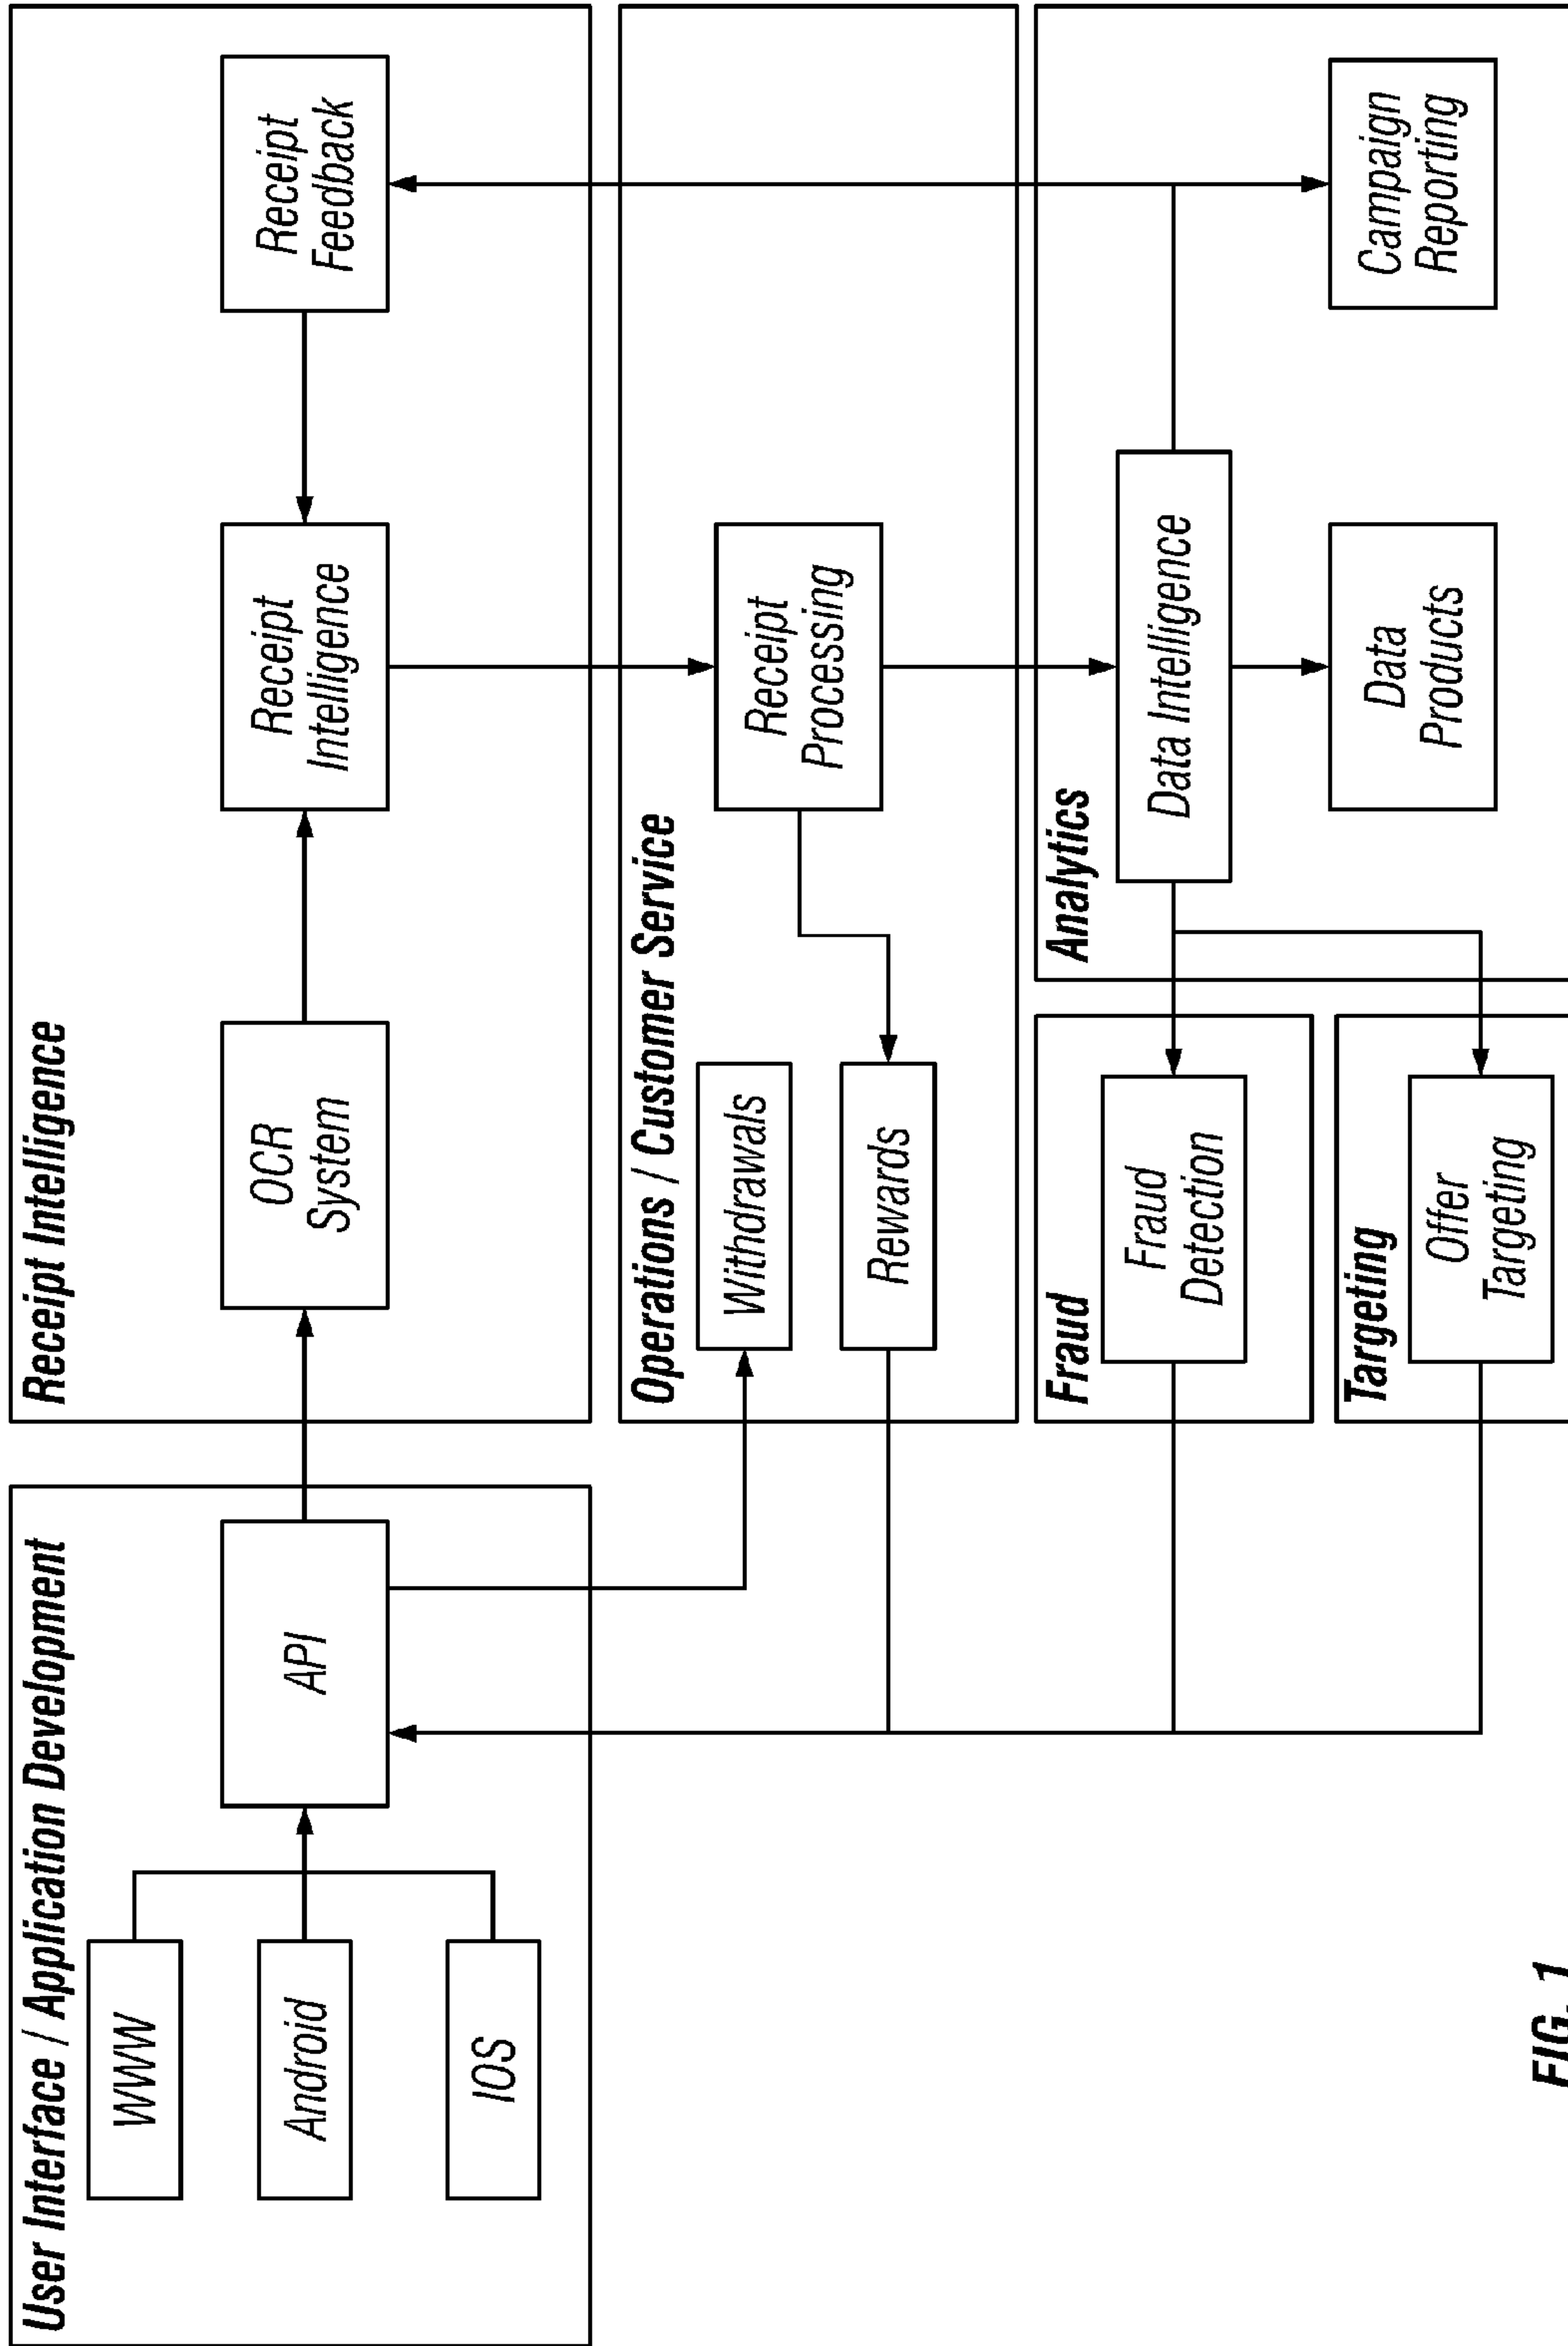 User Interface / Application Development
WWW
Android
IOS
API
Receipt Intelligence
OCR
System
Receipt
Intelligence
Receipt
Feedback
Operations / Customer Service
Withdrawals
Rewards
Receipt
Processing
Fraud
Fraud
Detection
Targeting
Offer
Targeting
Analytics
Data Intelligence
Data
Products
Campaign
Reporting
FIG. 1